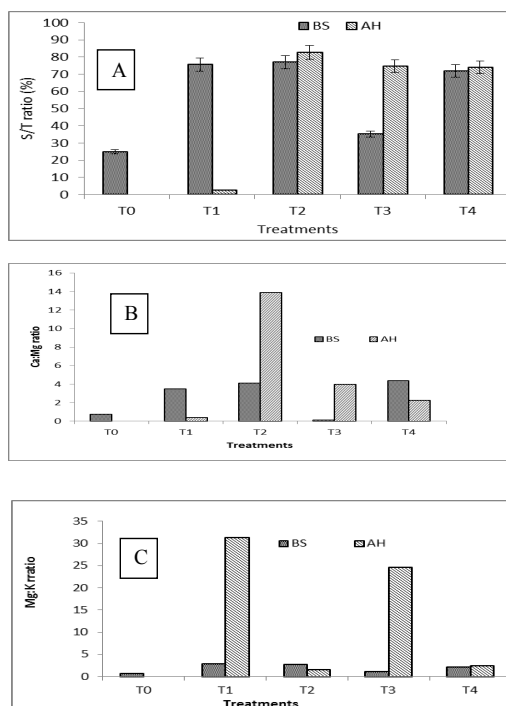 BS AH
A
S/T ratio (%)
100
90
80
70
60
50
40
30
20
10
0
T0 T1 T2 T3 T4
Treatments
B
BS AH
Ca:Mg ratio
16
14
12
10
8
6
4
2
0
T0 T1 T2 T3 T4
Treatments
C
BS AH
Mg:K rratio
35
30
25
20
15
10
5
0
T0 T1 T2 T3 T4
Treatments